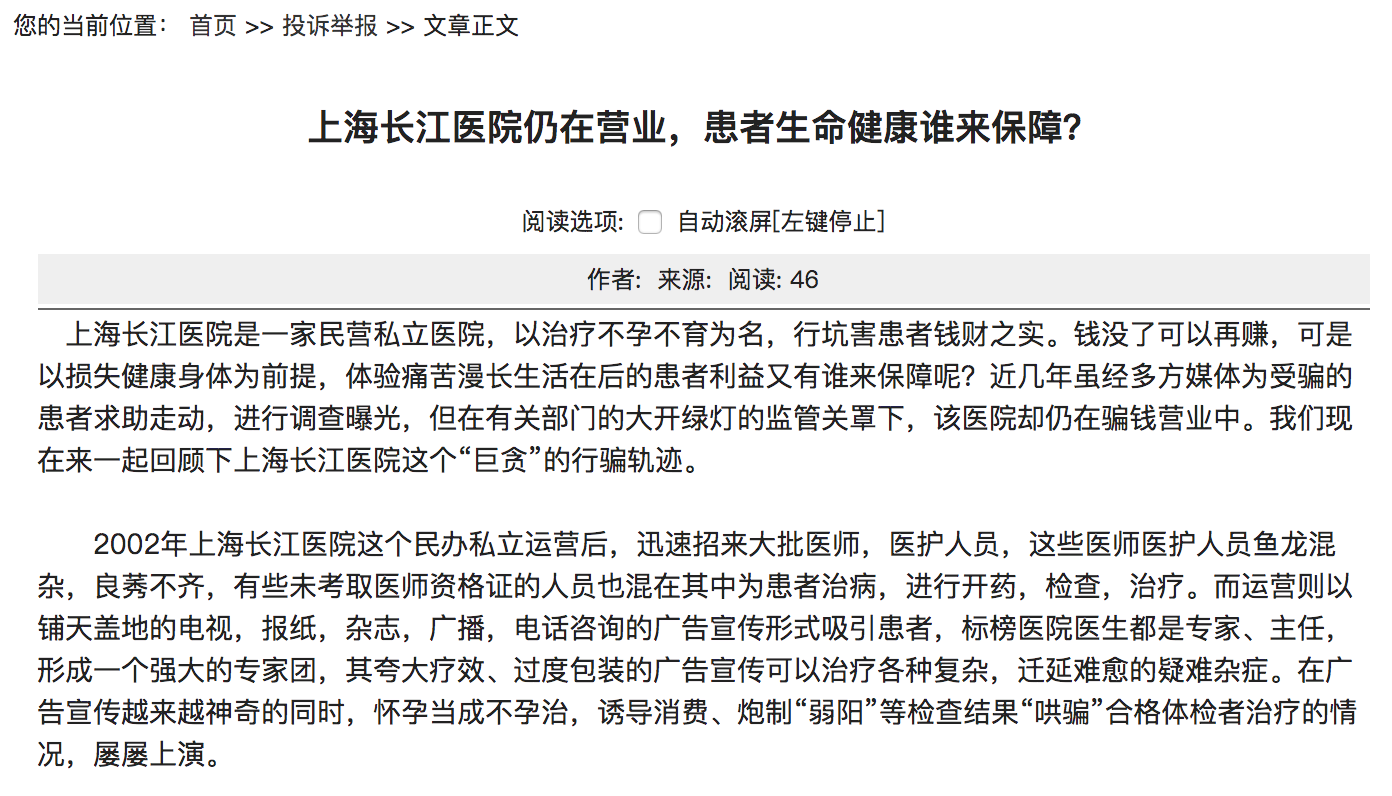 您的当前位置： 首页 >> 投诉举报 >> 文章正文
上海长江医院仍在营业，患者生命健康谁来保障？
阅读选项： 自动滚屏[左键停止]
作者： 来源： 阅读：46
上海长江医院是一家民营私立医院，以治疗不孕不育为名，行坑害患者钱财之实。钱没了可以再赚，可是
以损失健康身体为前提，体验痛苦漫长生活在后的患者利益又有谁来保障呢？近几年虽经多方媒体为受骗的
患者求助走动，进行调查曝光，但在有关部门的大开绿灯的监管关罩下，该医院却仍在骗钱营业中。我们现
在来一起回顾下上海长江医院这个“巨贪”的行骗轨迹。
2002年上海长江医院这个民办私立运营后，迅速招来大批医师，医护人员，这些医师医护人员鱼龙混
杂，良莠不齐，有些未考取医师资格证的人员也混在其中为患者治病，进行开药，检查，治疗。而运营则以
铺天盖地的电视，报纸，杂志，广播，电话咨询的广告宣传形式吸引患者，标榜医院医生都是专家、主任，
形成一个强大的专家团，其夸大疗效、过度包装的广告宣传可以治疗各种复杂，迁延难愈的疑难杂症。在广
告宣传越来越神奇的同时，怀孕当成不孕治，诱导消费、炮制“弱阳”等检查结果“哄骗”合格体检者治疗的情
况，屡屡上演。